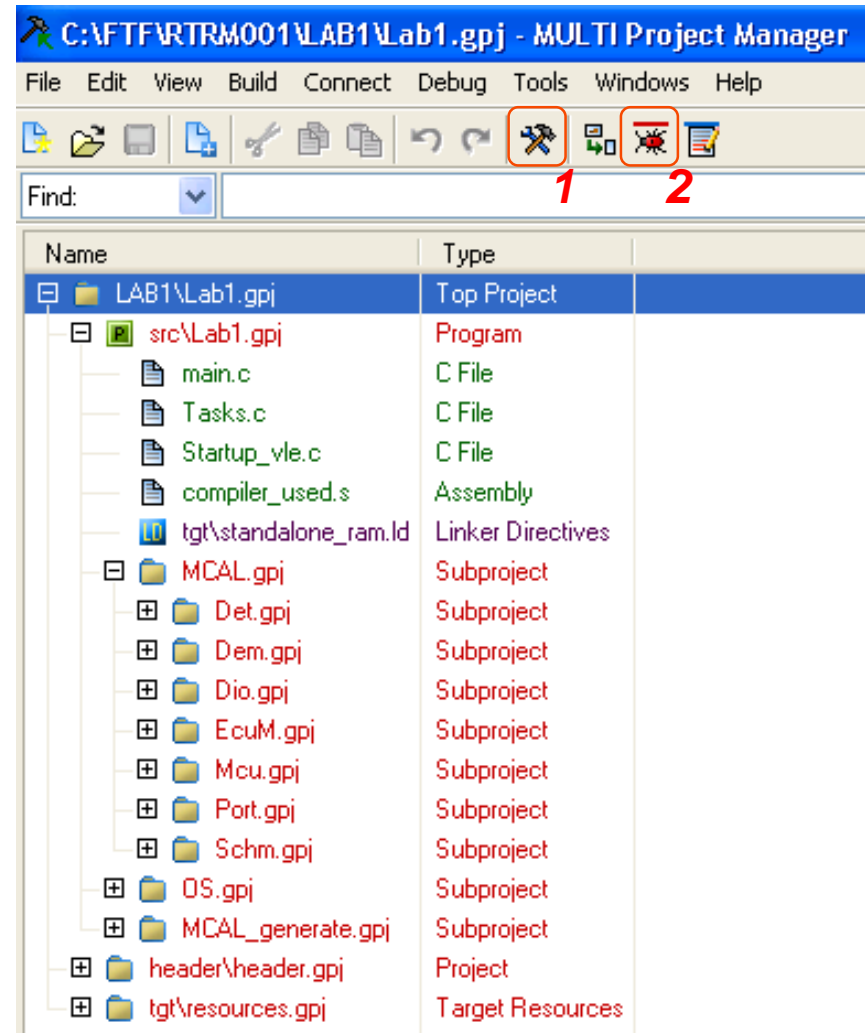 C:\FTF\RTRM001\LAB1\Lab1.gpj - MULTI Project Manager
File Edit View Build Connect Debug Tools Windows Help
1 2
Find:
Name Type
LAB1\Lab1.gpj Top Project
src\Lab1.gpj Program
main.c C File
Tasks.c C File
Startup_vle.c C File
compiler_used.s Assembly
tgt\standalone_ram.ld Linker Directives
MCAL.gpj Subproject
Det.gpj Subproject
Dem.gpj Subproject
Dio.gpj Subproject
EcuM.gpj Subproject
Mcu.gpj Subproject
Port.gpj Subproject
Schm.gpj Subproject
OS.gpj Subproject
MCAL_generate.gpj Subproject
header\header.gpj Project
tgt\resources.gpj Target Resources